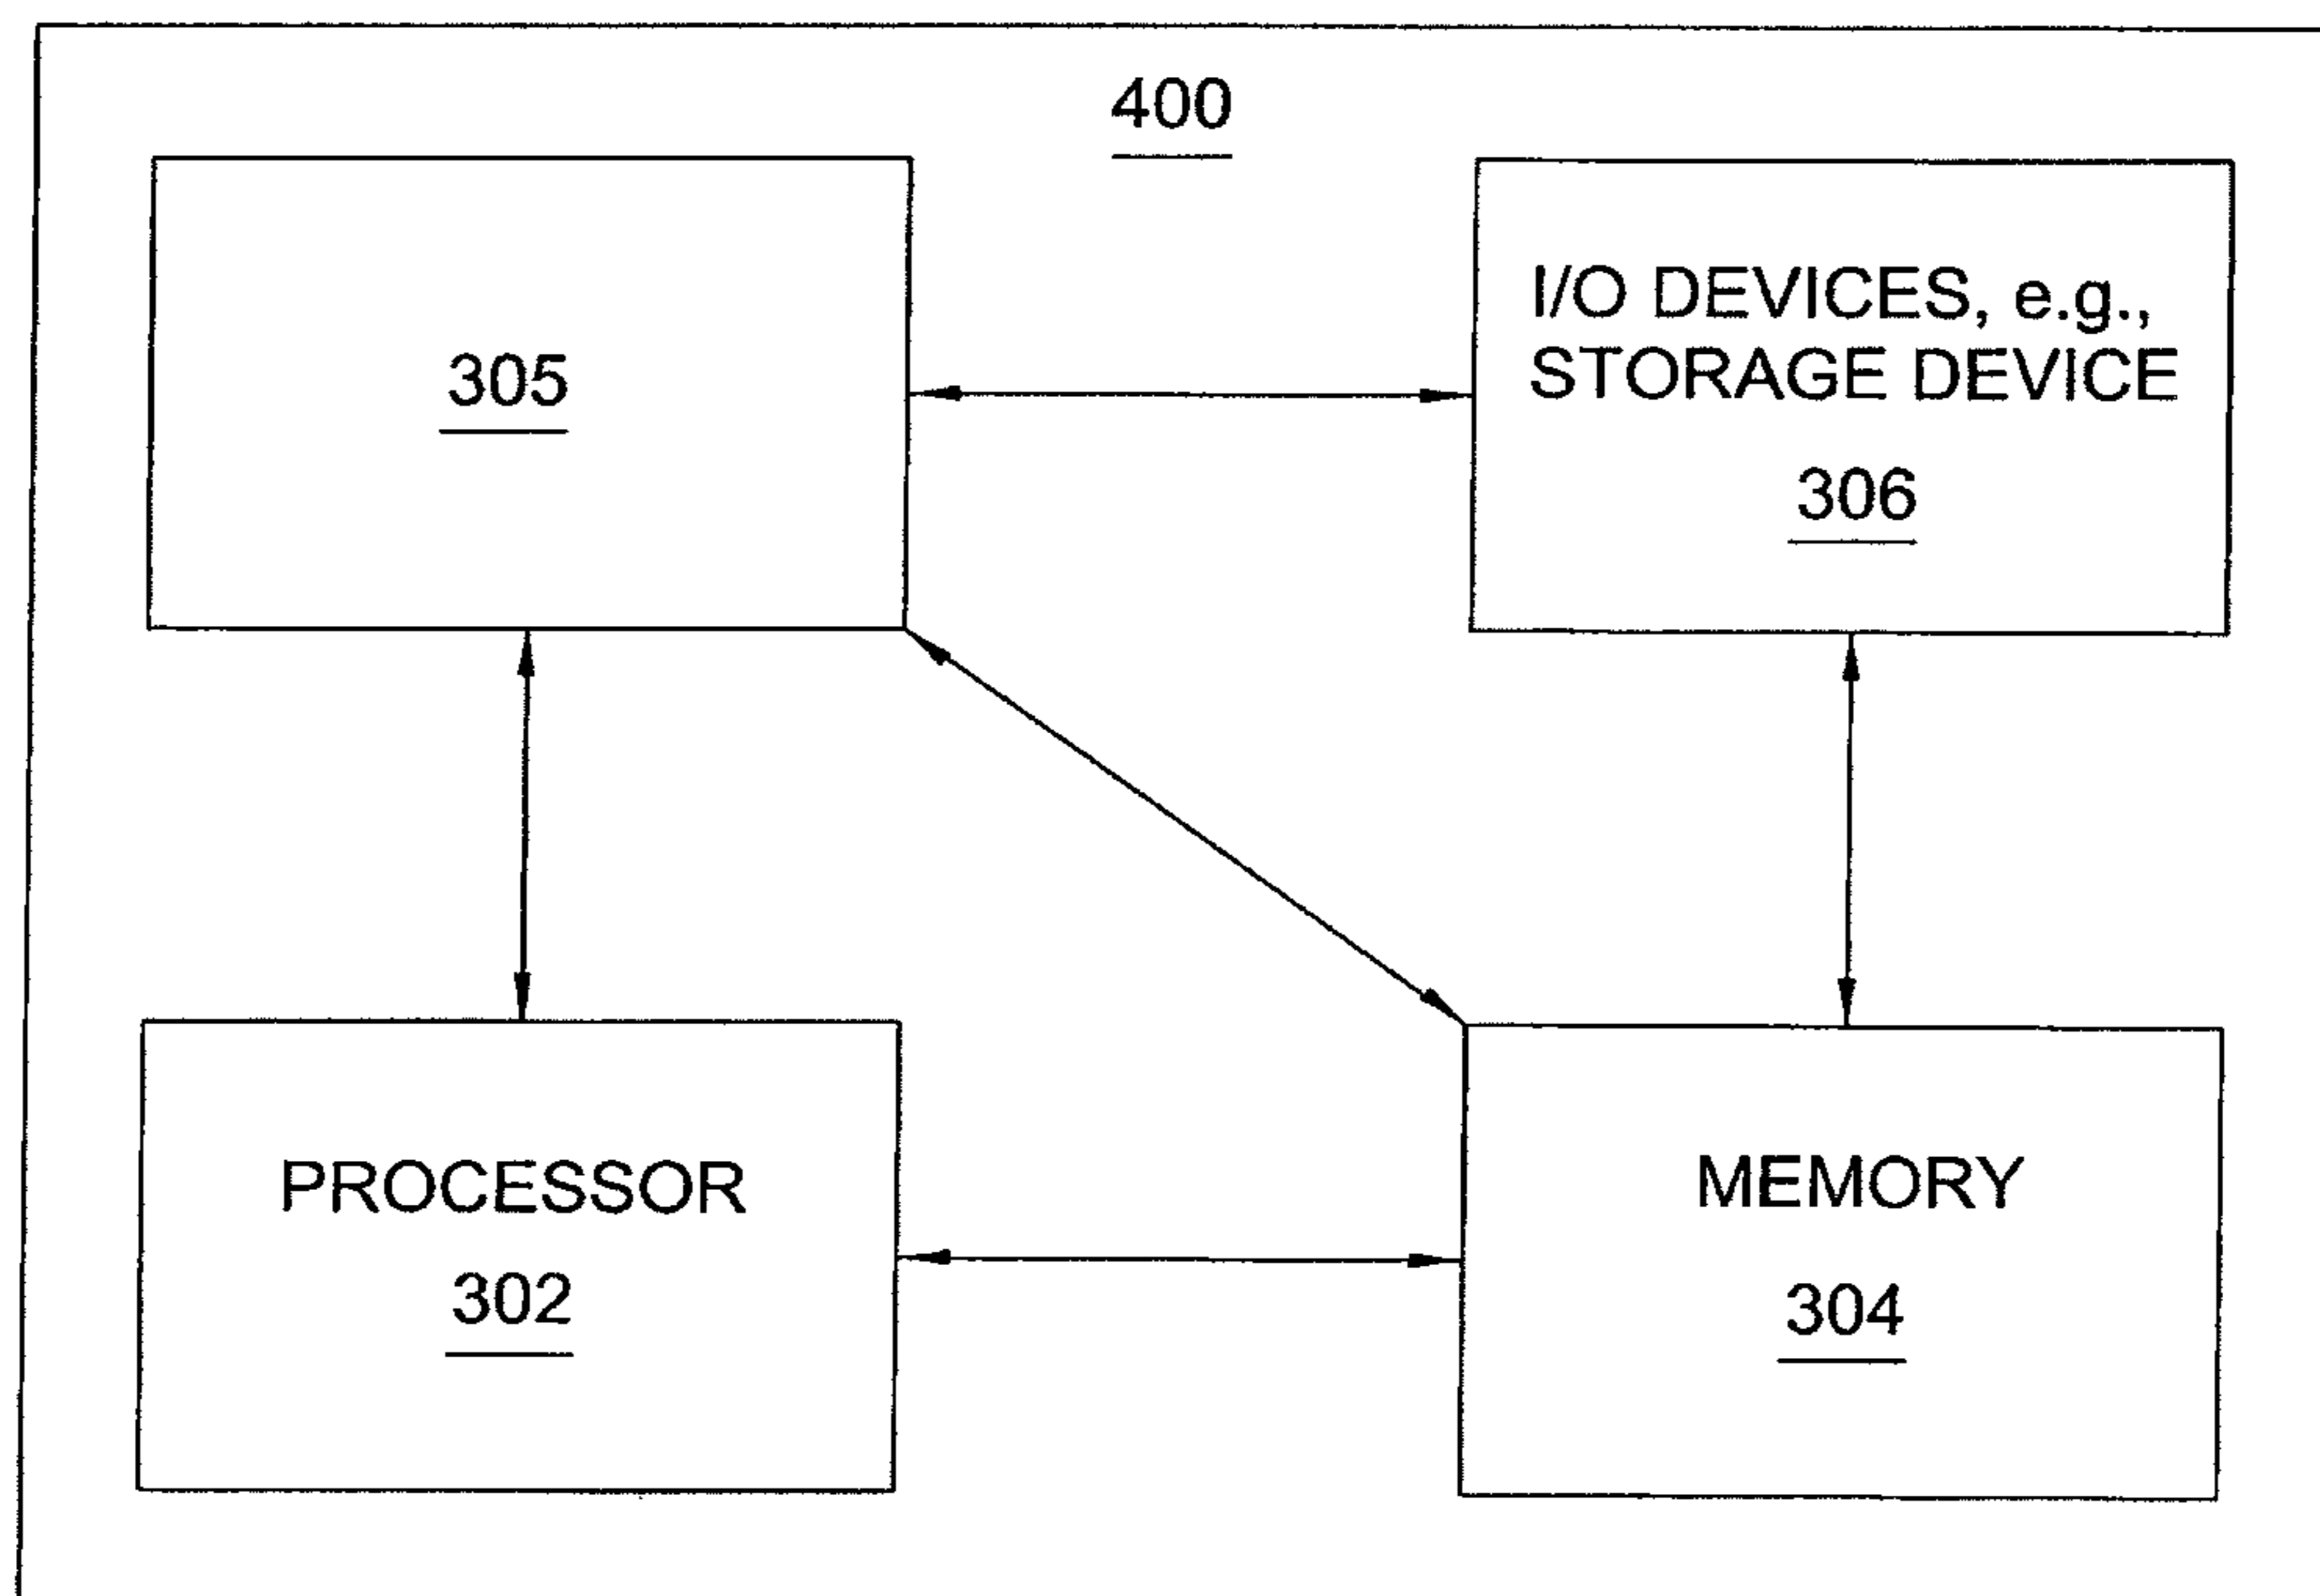 400
305
I/O DEVICES, e.g.,
STORAGE DEVICE
306
PROCESSOR
302
MEMORY
304